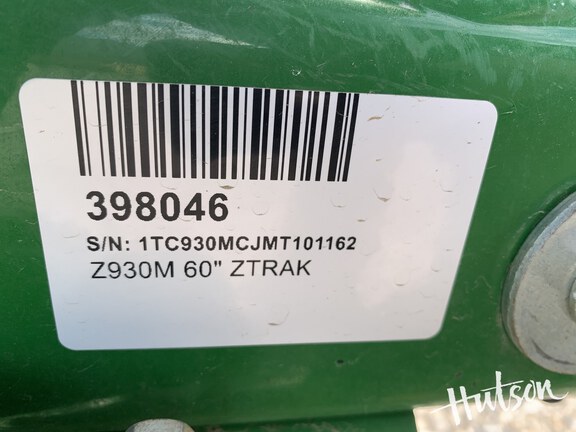 398046
S/N: 1TC930MCJMT101162
Z930M 60" ZTRAK
Hutson